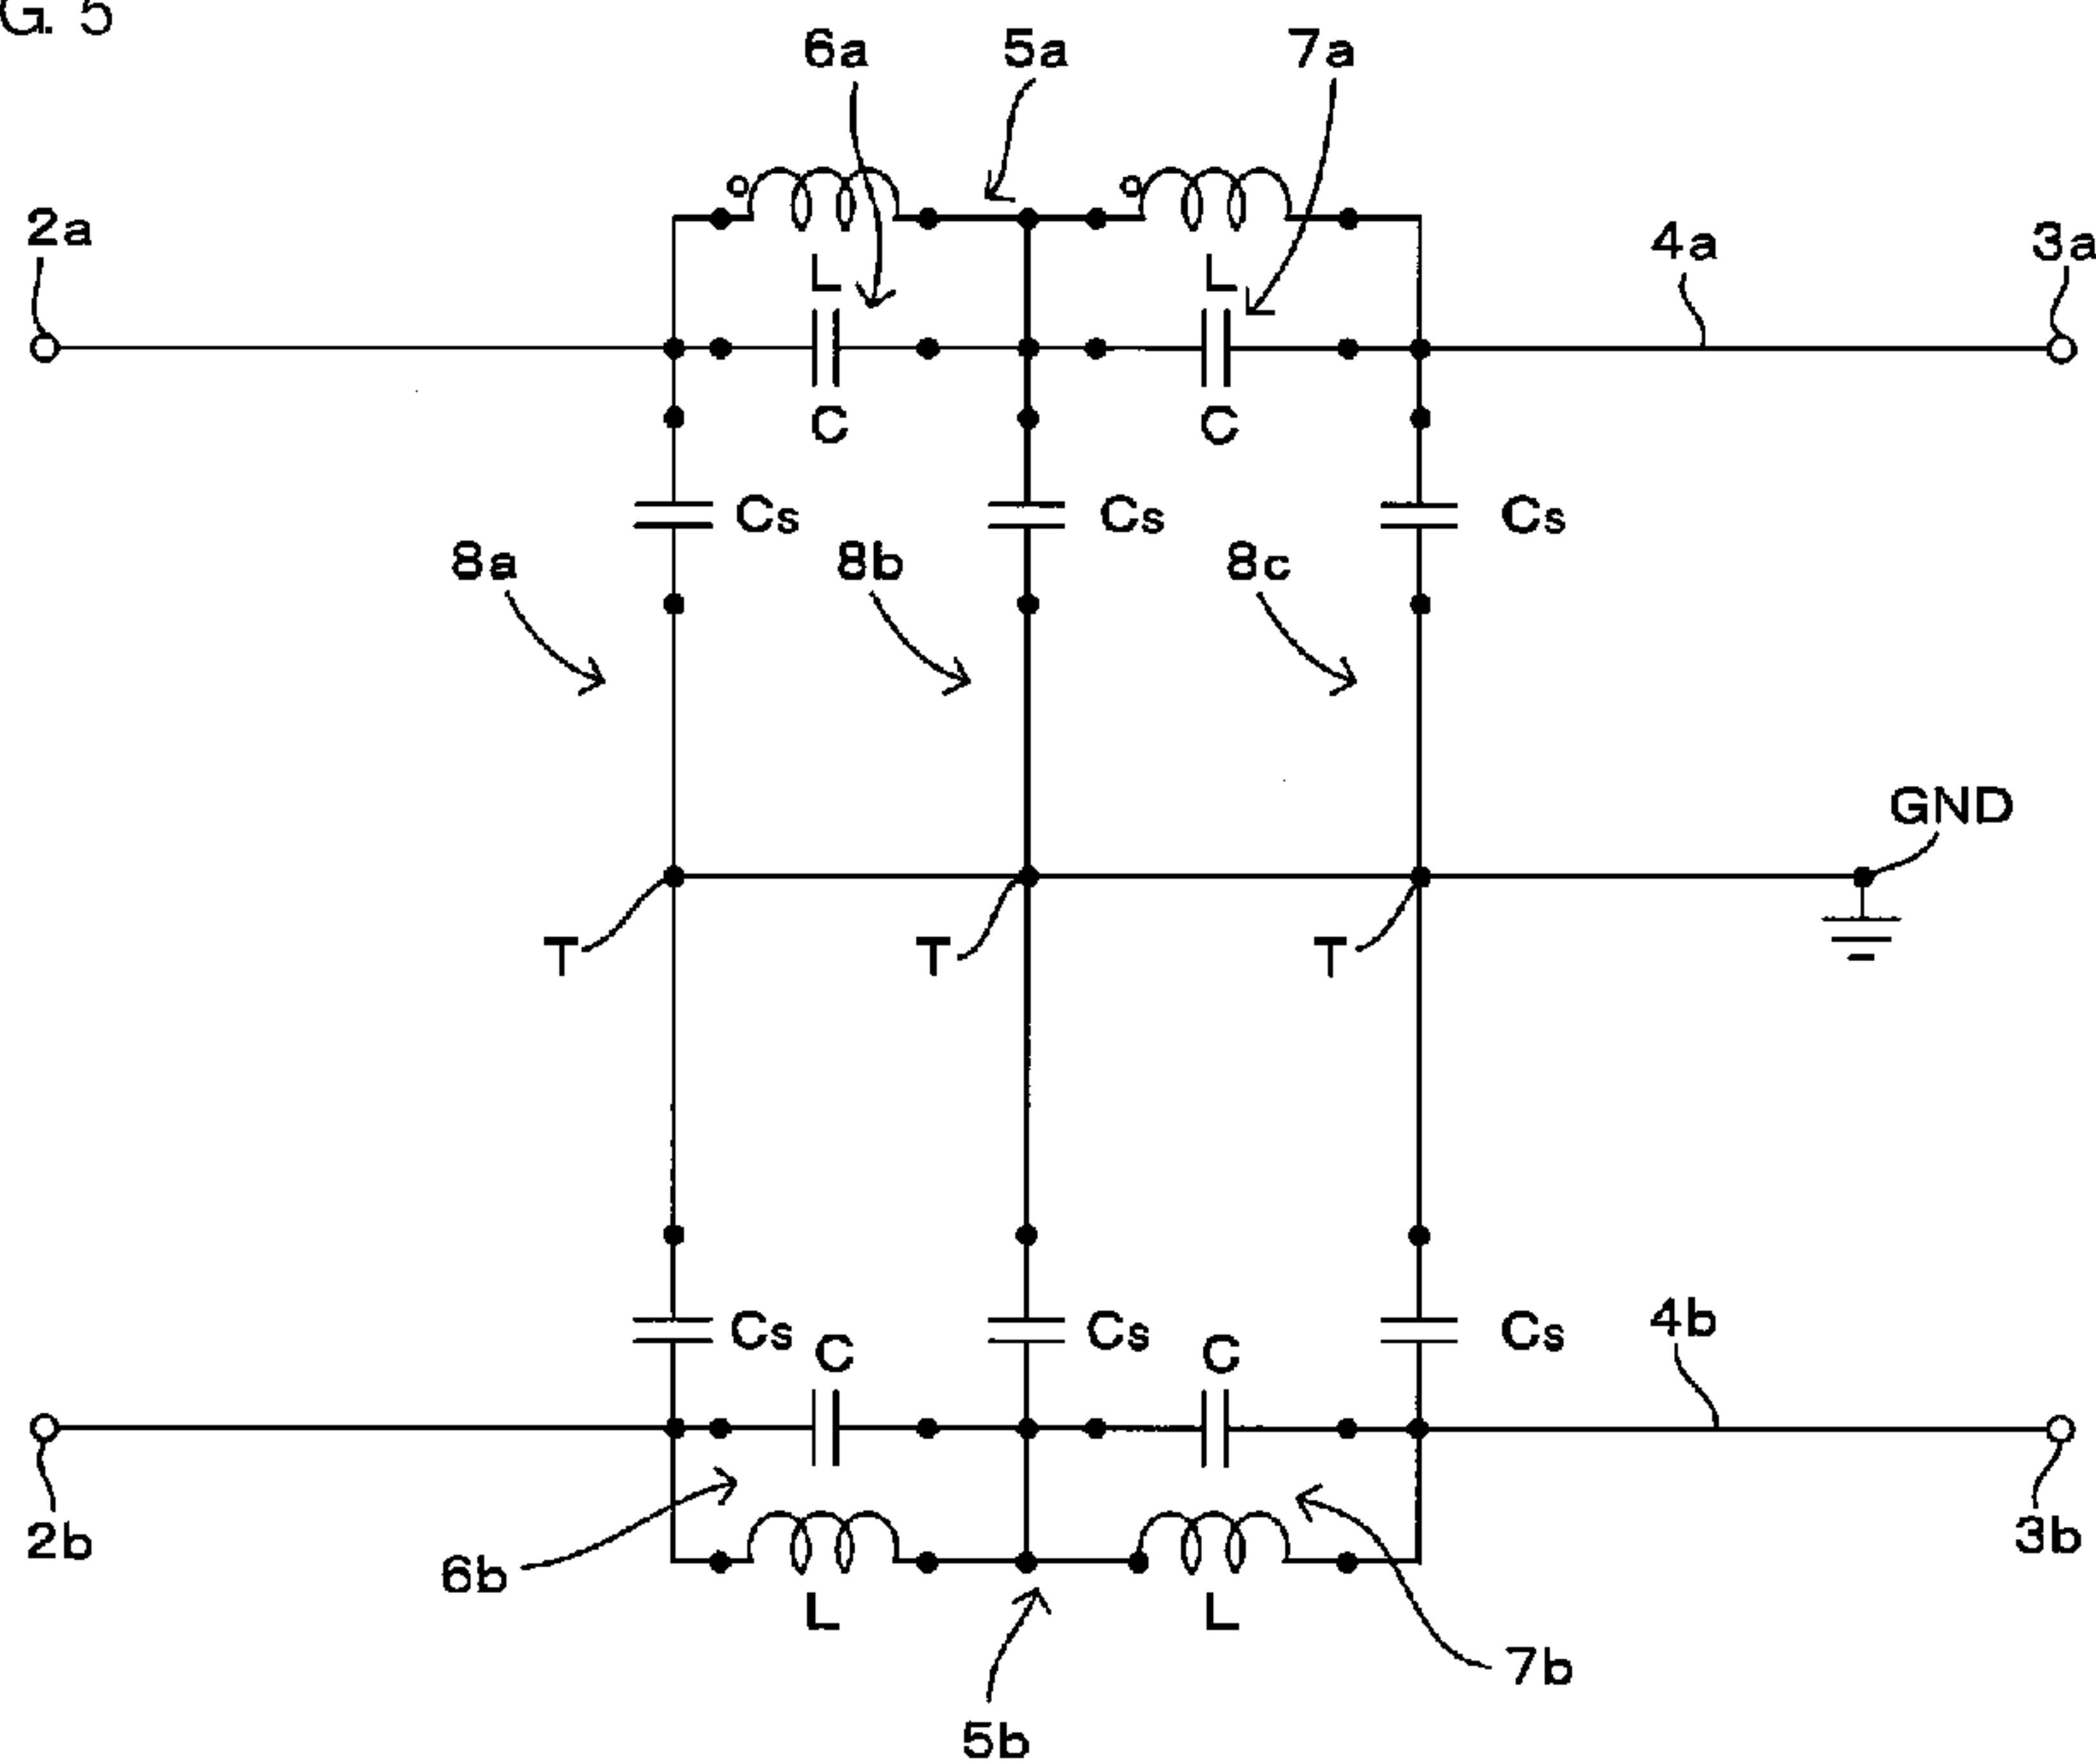 G. 5
6a 5a 7a
2a 4a 3a
L L
C C
Cs Cs Cs
8a 8b 8c
GND
T T T
Cs Cs Cs
C C
4b
2b 3b
6b
L L
7b
5b